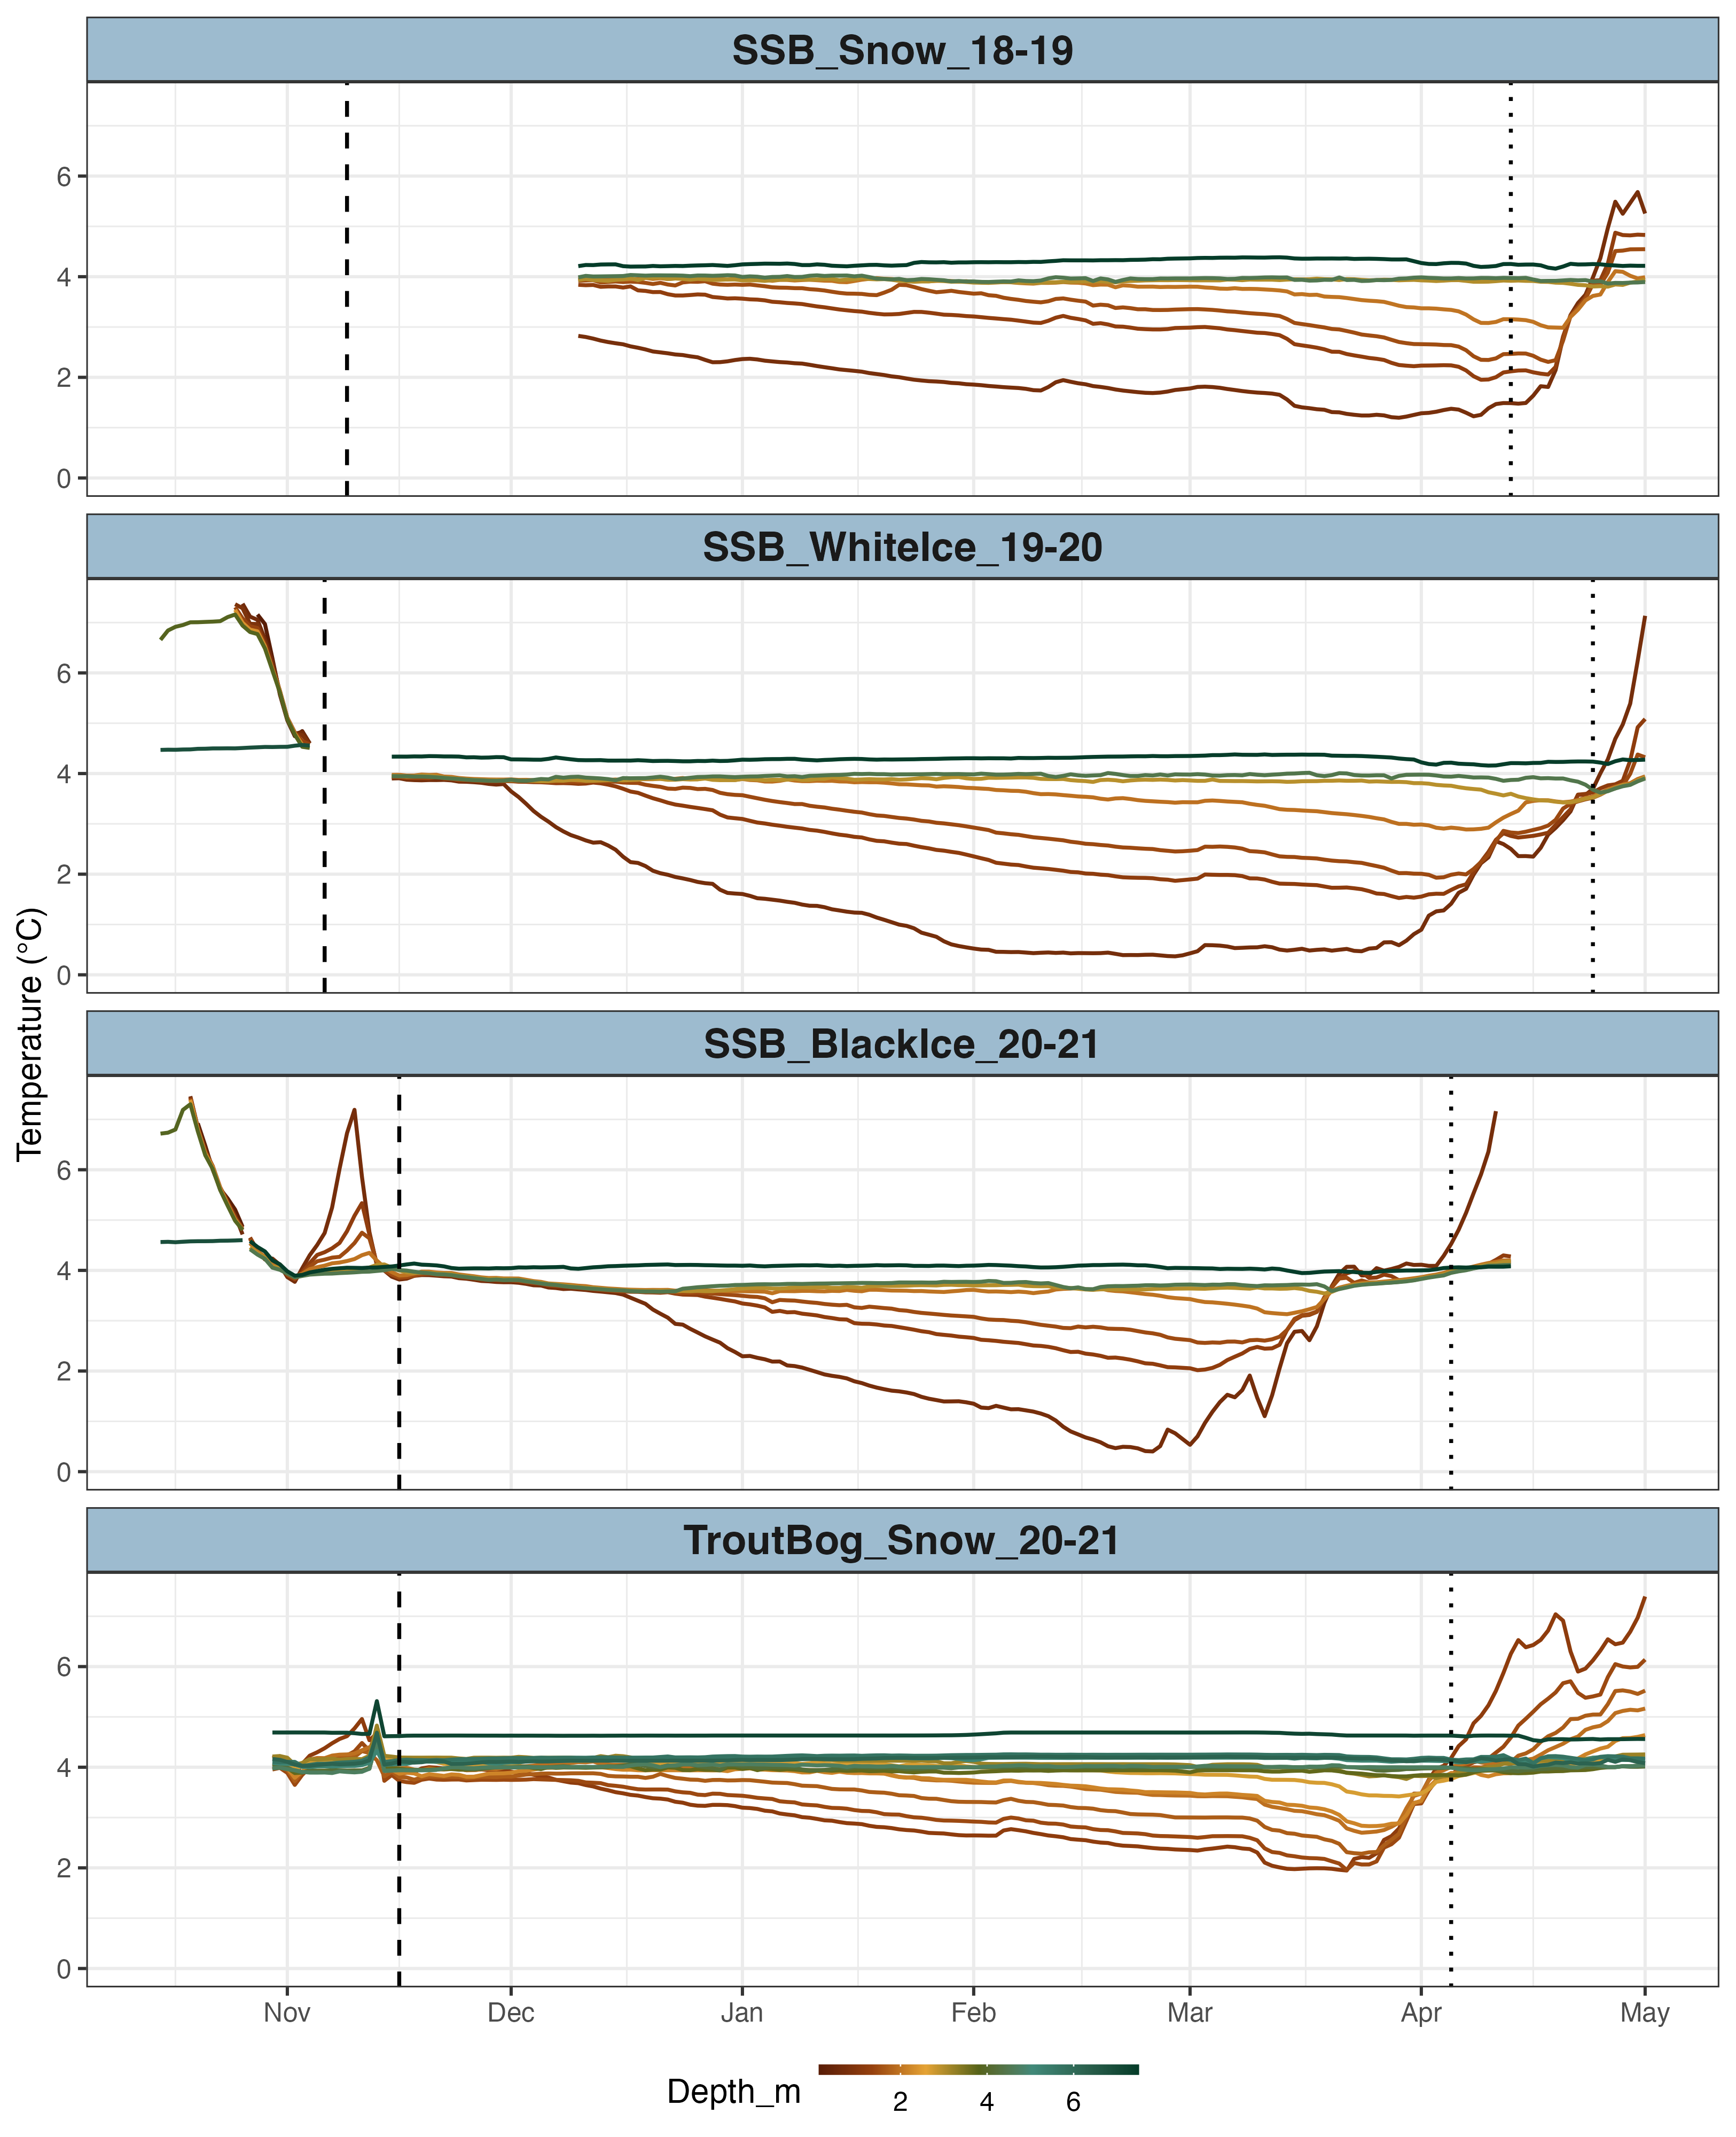 SSB_Snow_18-19
6
4
2
0
SSB_WhiteIce_19-20
6
4
2
0
SSB_BlackIce_20-21
6
4
2
0
TroutBog_Snow_20-21
6
4
2
0
Temperature (°C)
Nov Dec Jan Feb Mar Apr May
Depth_m
2 4 6